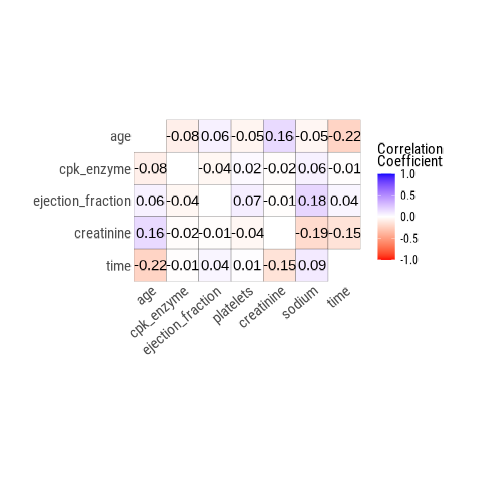 age -0.08 0.06 -0.05 0.16 -0.05 -0.22
cpk_enzyme -0.08 -0.04 0.02 -0.02 0.06 -0.01
ejection_fraction 0.06 -0.04 0.07 -0.01 0.18 0.04
creatinine 0.16 -0.02 -0.01 -0.04 -0.19 -0.15
time -0.22 -0.01 0.04 0.01 -0.15 0.09
age cpk_enzyme ejection_fraction platelets creatinine sodium time
Correlation
Coefficient
1.0
0.5
0.0
-0.5
-1.0